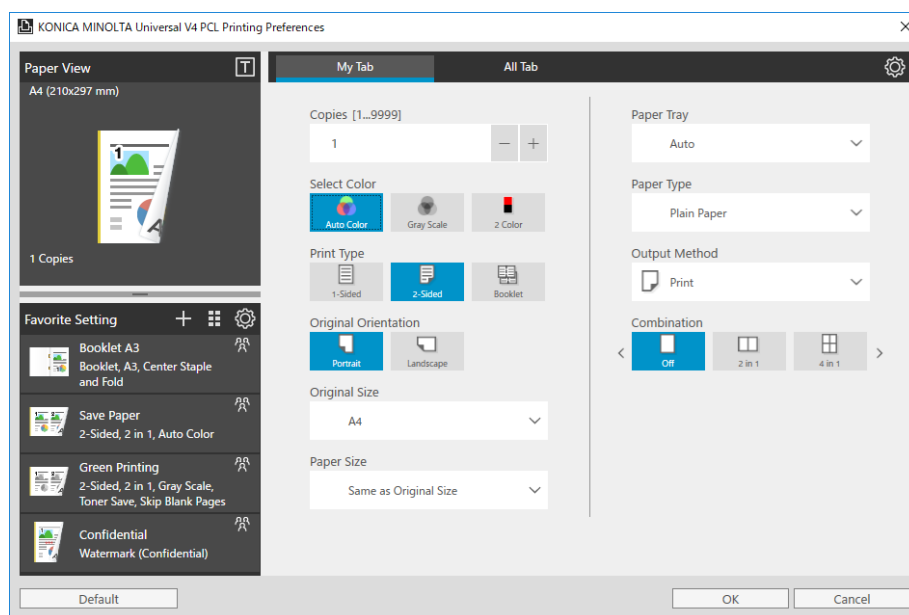 KONICA MINOLTA Universal V4 PCL Printing Preferences
Paper View
T
A4 (210x297 mm)
1
A
1 Copies
Favorite Setting
Booklet A3
Booklet, A3, Center Staple
and Fold
Save Paper
2-Sided, 2 in 1, Auto Color
Green Printing
2-Sided, 2 in 1, Gray Scale,
Toner Save, Skip Blank Pages
Confidential
Watermark (Confidential)
Default
My Tab
All Tab
Copies [1...9999]
1
Select Color
Auto Color
Gray Scale
2 Color
Print Type
1-Sided
2-Sided
Booklet
Original Orientation
Portrait
Landscape
Original Size
A4
Paper Size
Same as Original Size
Paper Tray
Auto
Paper Type
Plain Paper
Output Method
Print
Combination
Off
2 in 1
4 in 1
OK
Cancel